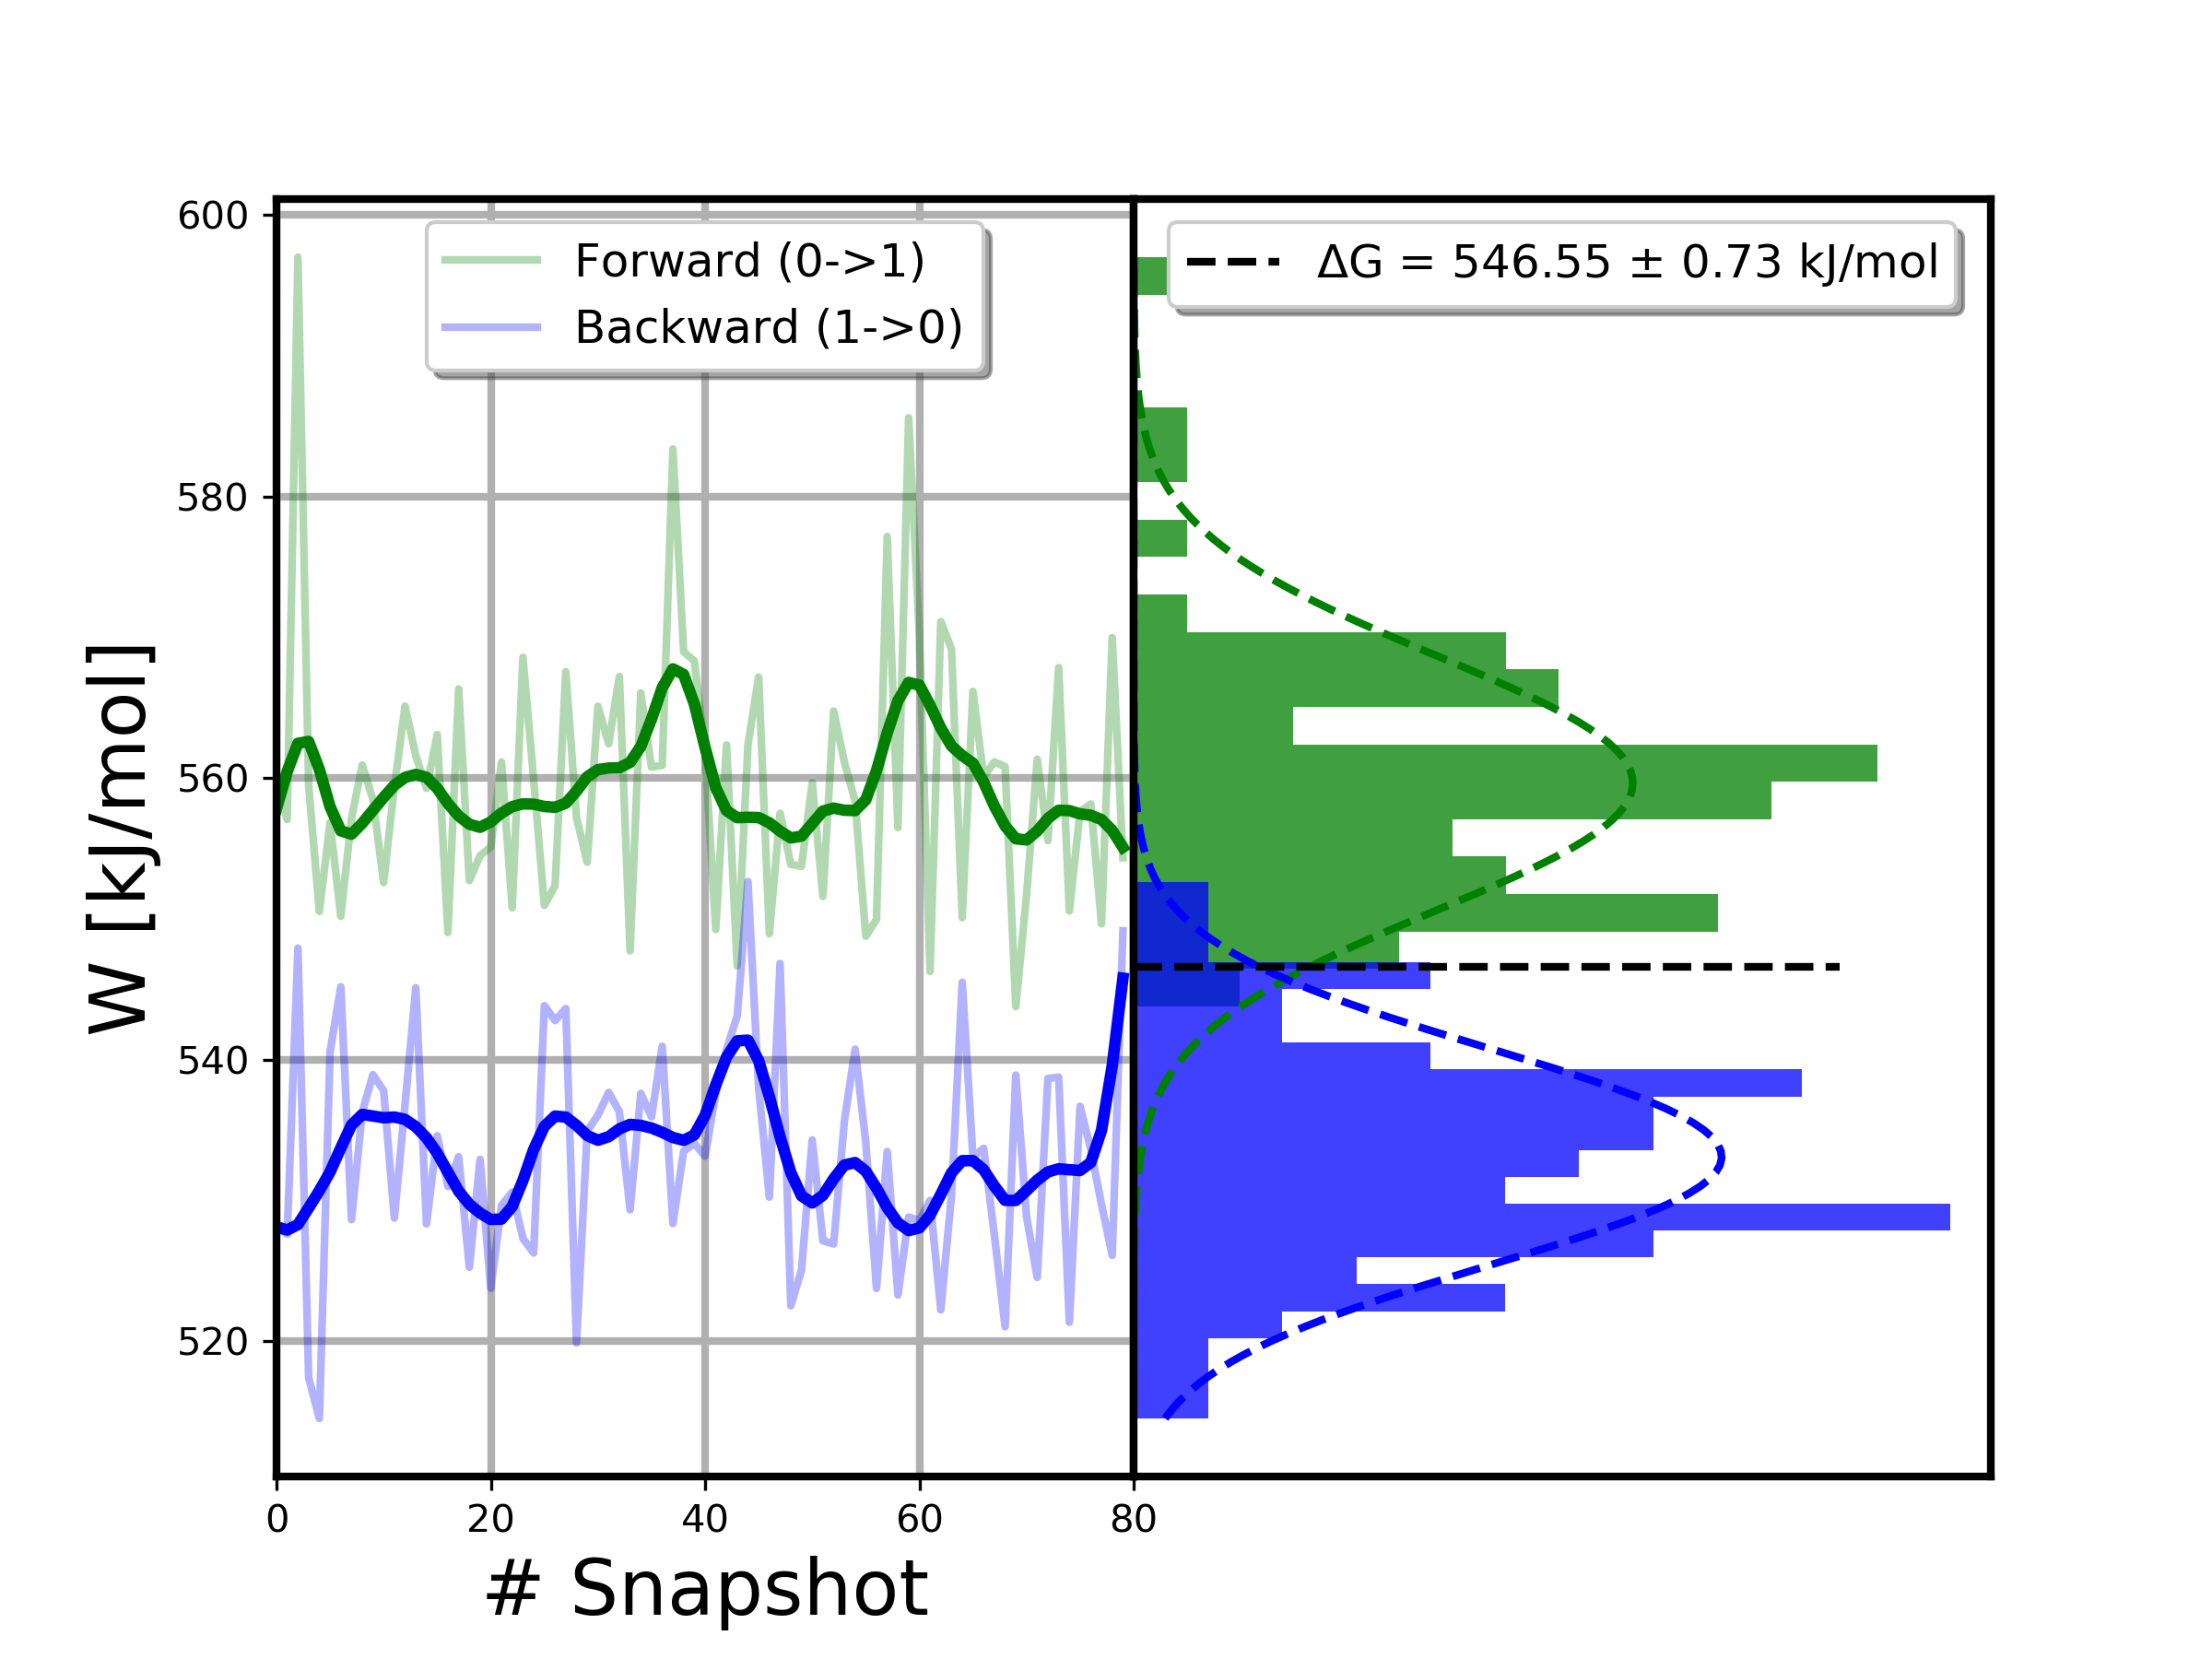 600
580
560
540
520
W [kJ/mol]
Forward (0->1)
Backward (1->0)
ΔG = 546.55 ± 0.73 kJ/mol
0 20 40 60 80
# Snapshot